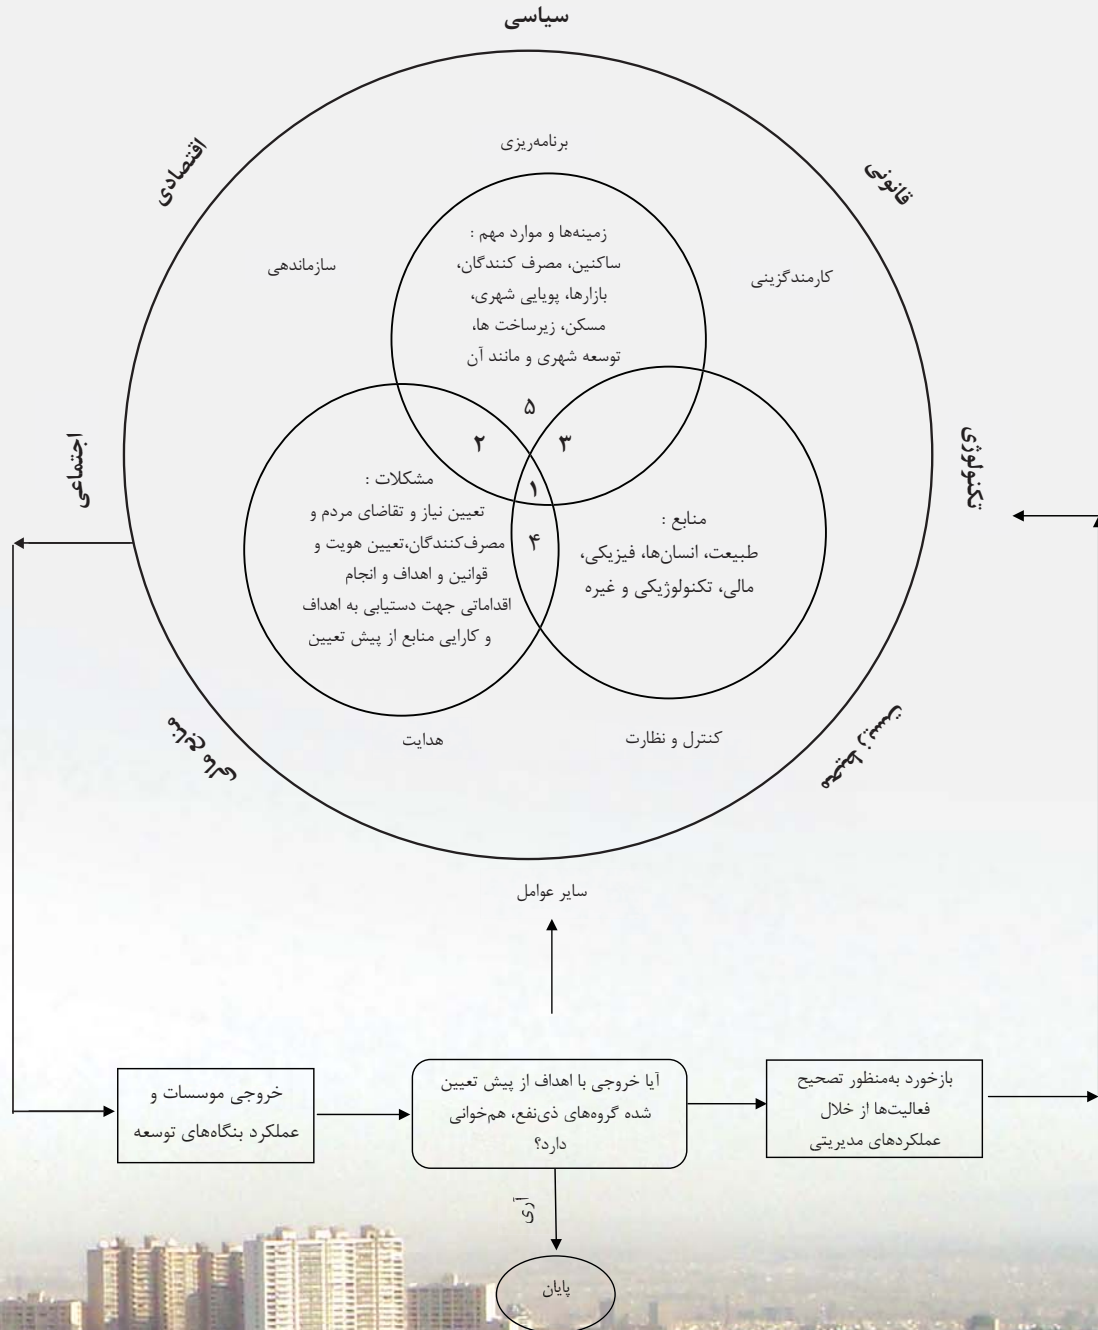 سیاسی
اقتصادی
قانونی
برنامه‌ریزی
سازماندهی
کارمندگزینی
زمینه‌ها و موارد مهم :
ساکنین، مصرف کنندگان،
بازارها، پویایی شهری،
مسکن، زیرساخت ها،
توسعه شهری و مانند آن
۵
۲
۳
۱
۴
اجتماعی
تکنولوژی
مشکلات :
تعیین نیاز و تقاضای مردم و
مصرف‌کنندگان،تعیین هویت و
قوانین و اهداف و انجام
اقداماتی جهت دستیابی به اهداف
و کارایی منابع از پیش تعیین
منابع :
طبیعت، انسان‌ها، فیزیکی،
مالی، تکنولوژیکی و غیره
هدایت
کنترل و نظارت
منابع مالی
محیط زیست
سایر عوامل
خروجی موسسات و
عملکرد بنگاه‌های توسعه
آیا خروجی با اهداف از پیش تعیین
شده گروه‌های ذی‌نفع، هم‌خوانی
دارد؟
بازخورد به‌منظور تصحیح
فعالیت‌ها از خلال
عملکردهای مدیریتی
آری
پایان